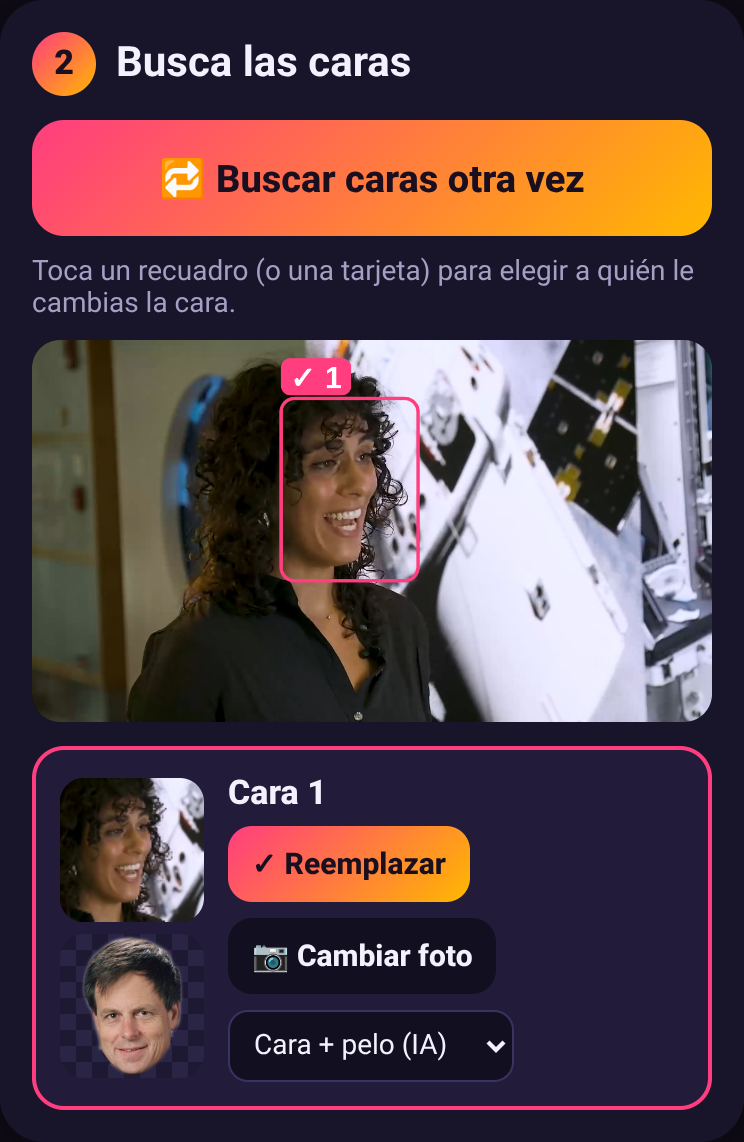 2
Busca las caras
🔁 Buscar caras otra vez
Toca un recuadro (o una tarjeta) para elegir a quién le
cambias la cara.
✓ 1
Cara 1
✓ Reemplazar
📷 Cambiar foto
Cara + pelo (IA)